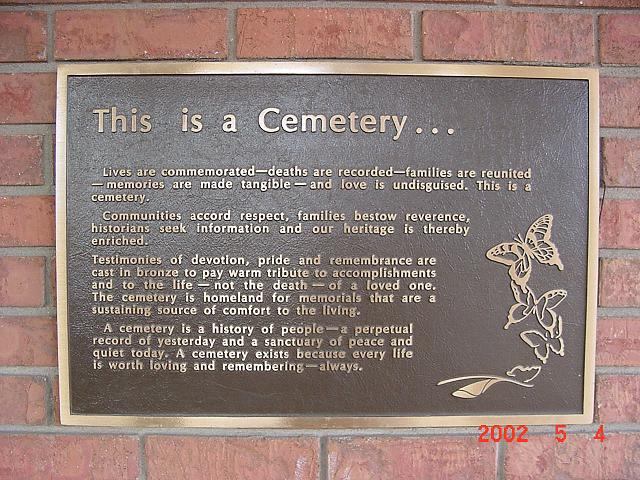 This is a Cemetery...
Lives are commemorated—deaths are recorded—families are reunited
—memories are made tangible—and love is undisguised. This is a
cemetery.
Communities accord respect, families bestow reverence,
historians seek information and our heritage is thereby
enriched.
Testimonies of devotion, pride and remembrance are
cast in bronze to pay warm tribute to accomplishments
and to the life—not the death—of a loved one.
The cemetery is homeland for memorials that are a
sustaining source of comfort to the living.
A cemetery is a history of people—a perpetual
record of yesterday and a sanctuary of peace and
quiet today. A cemetery exists because every life
is worth loving and remembering—always.
2002 5 4